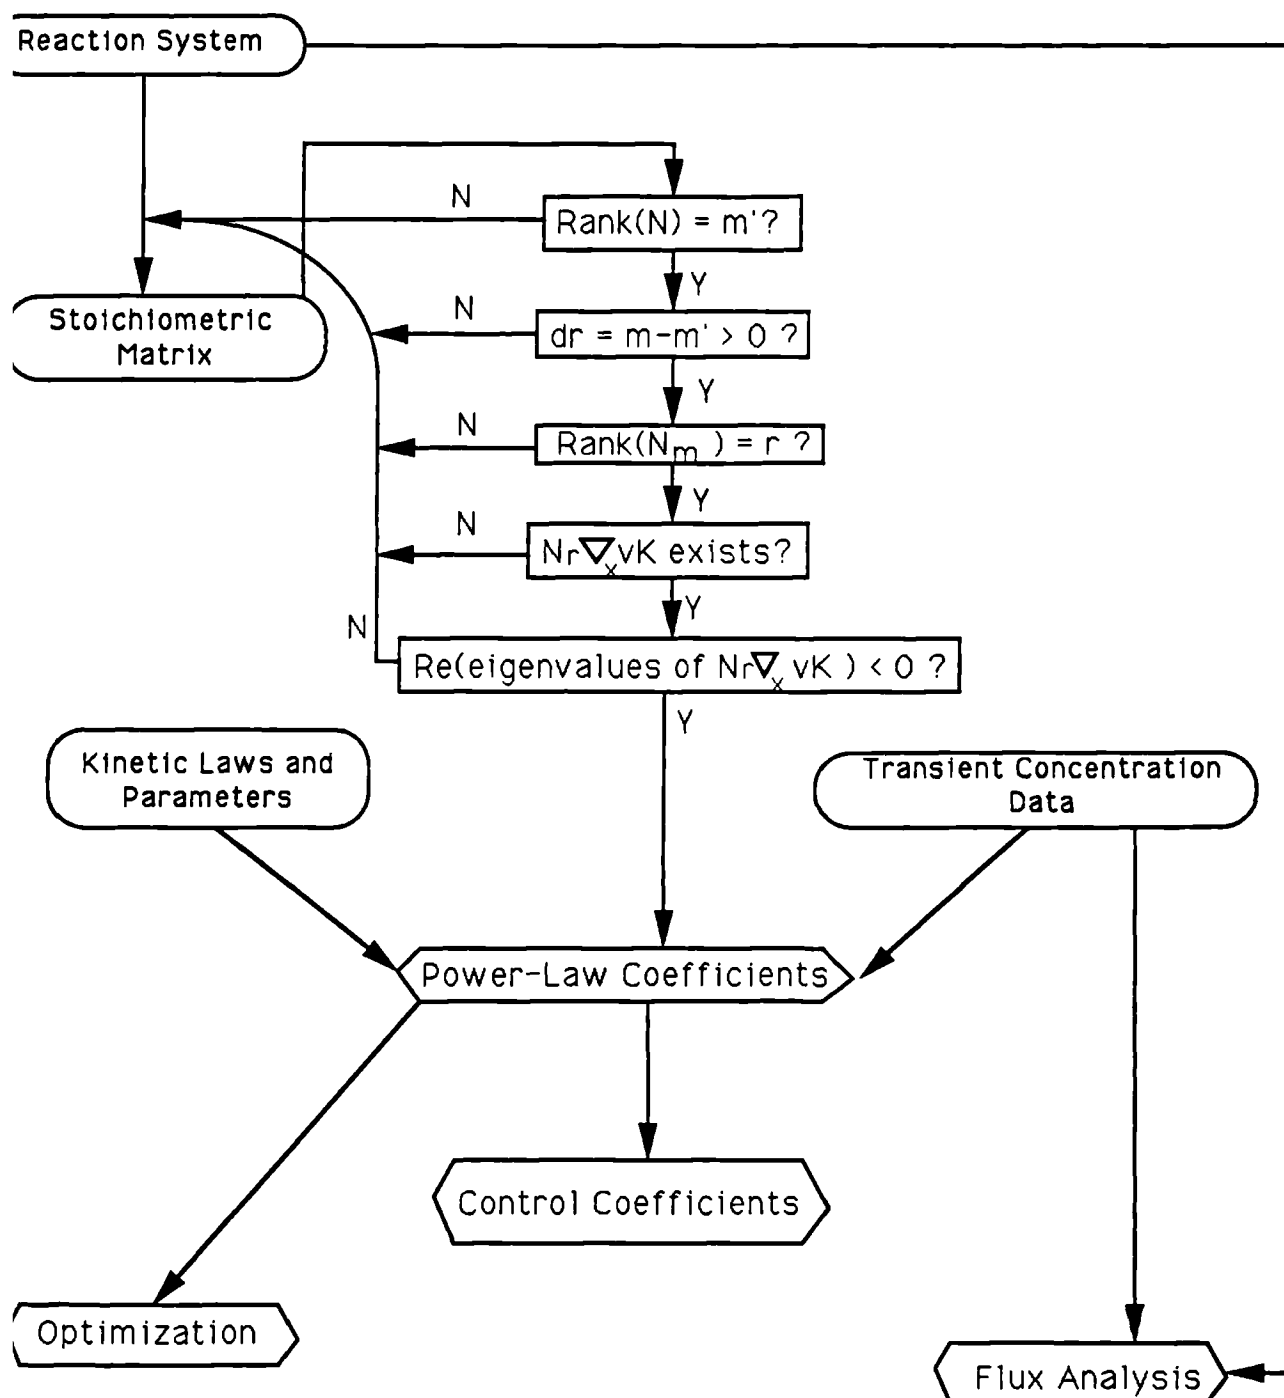 Reaction System
N
Rank(N) = m'?
Y
Stoichiometric
Matrix
N
dr = m-m' > 0 ?
Y
N
Rank(Nm ) = r ?
Y
N
Nr∇xvK exists?
Y
N
Re(eigenvalues of Nr∇x vK ) < 0 ?
Y
Kinetic Laws and
Parameters
Transient Concentration
Data
Power-Law Coefficients
Control Coefficients
Optimization
Flux Analysis